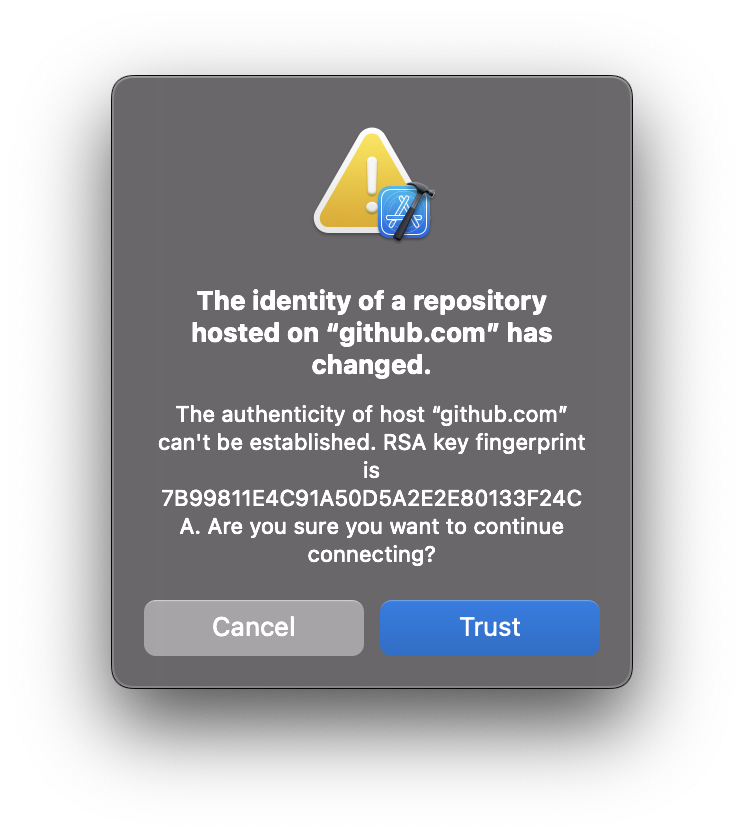 The identity of a repository
hosted on “github.com” has
changed.
The authenticity of host “github.com”
can't be established. RSA key fingerprint
is
7B99811E4C91A50D5A2E2E80133F24C
A. Are you sure you want to continue
connecting?
Cancel
Trust